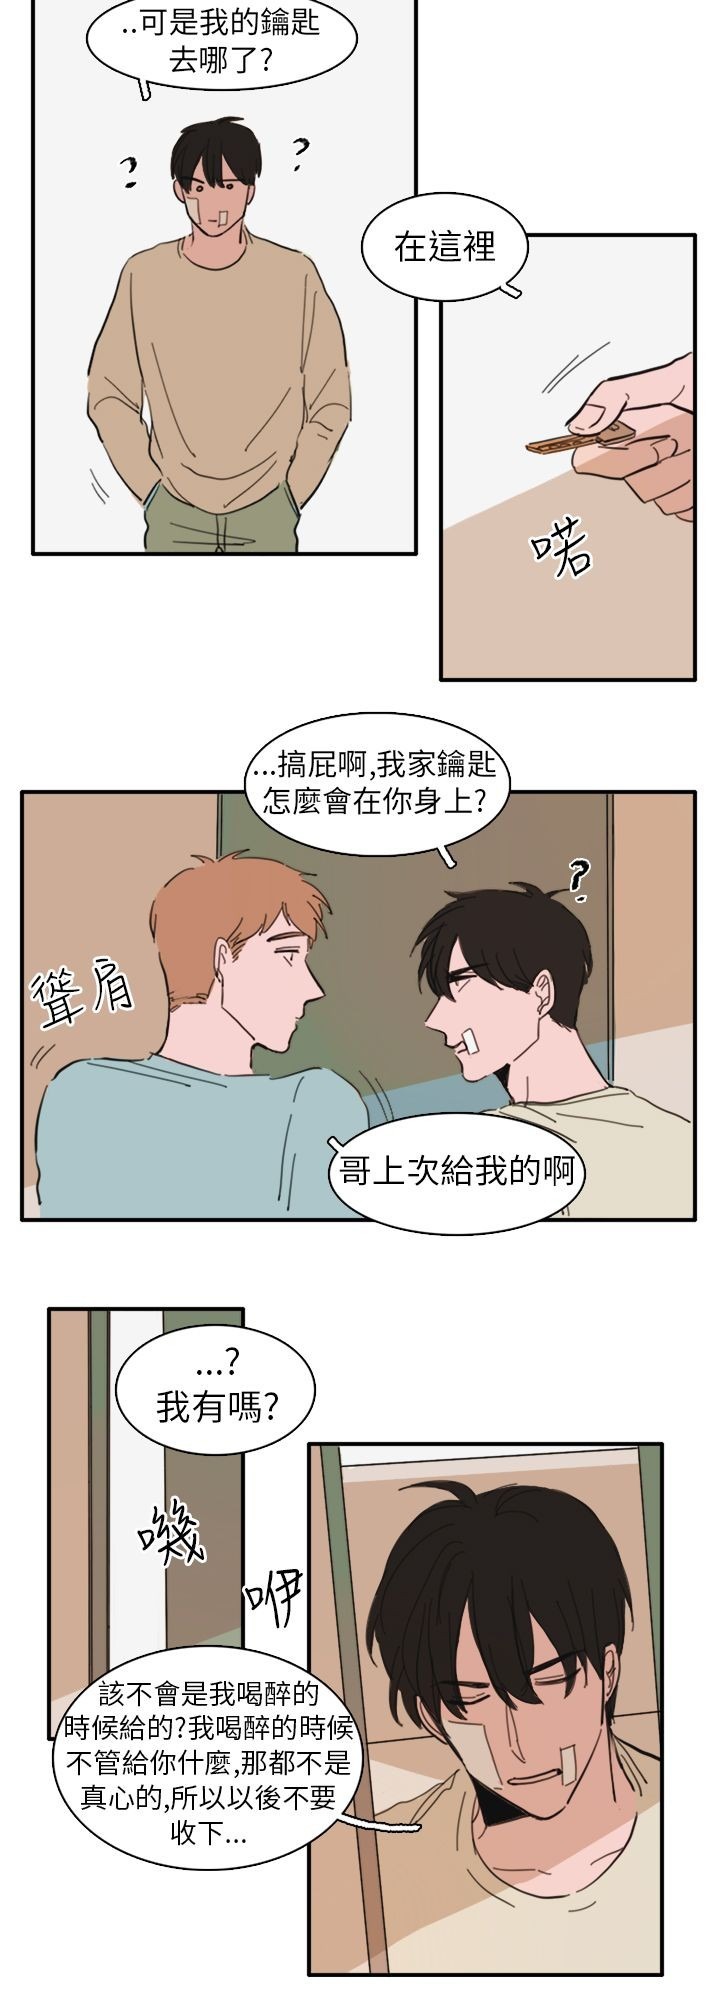 ..可是我的鑰匙
去哪了?
在這裡
喏
...搞屁啊,我家鑰匙
怎麼會在你身上?
聳肩
哥上次給我的啊
...?
我有嗎?
嘰
咿
該不會是我喝醉的
時候給的?我喝醉的時候
不管給你什麼,那都不是
真心的,所以以後不要
收下...